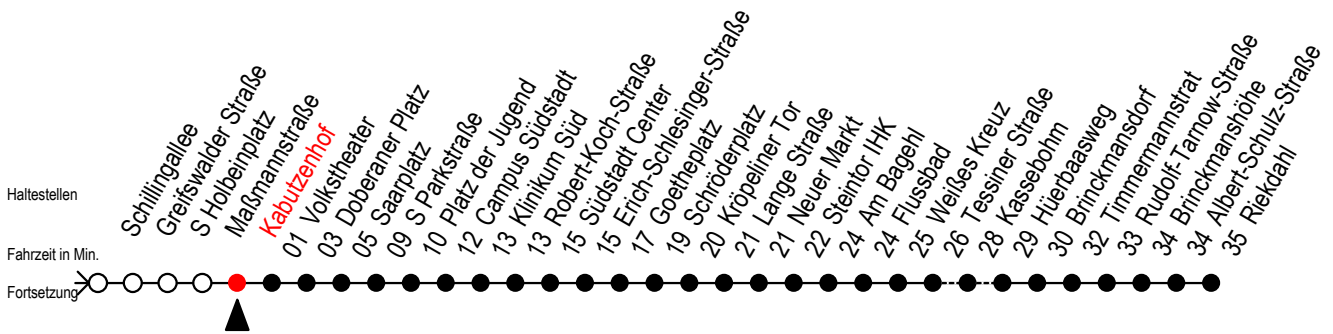 Haltestellen
Fahrzeit in Min.
Fortsetzung
Schillingallee
Greifswalder Straße
S Holbeinplatz
Maßmannstraße
Kabutzenhof
01 Volkstheater
03 Doberaner Platz
05 Saarplatz
09 S Parkstraße
10 Platz der Jugend
12 Campus Südstadt
13 Klinikum Süd
13 Robert-Koch-Straße
15 Südstadt Center
15 Erich-Schlesinger-Straße
17 Goetheplatz
19 Schröderplatz
20 Kröpeliner Tor
21 Lange Straße
21 Neuer Markt
22 Steintor IHK
24 Am Bagehl
24 Flussbad
25 Weißes Kreuz
26 Tessiner Straße
28 Kassebohm
29 Hüerbaasweg
30 Brinckmansdorf
32 Timmermannstrat
33 Rudolf-Tarnow-Straße
34 Brinckmanshöhe
34 Albert-Schulz-Straße
35 Riekdahl